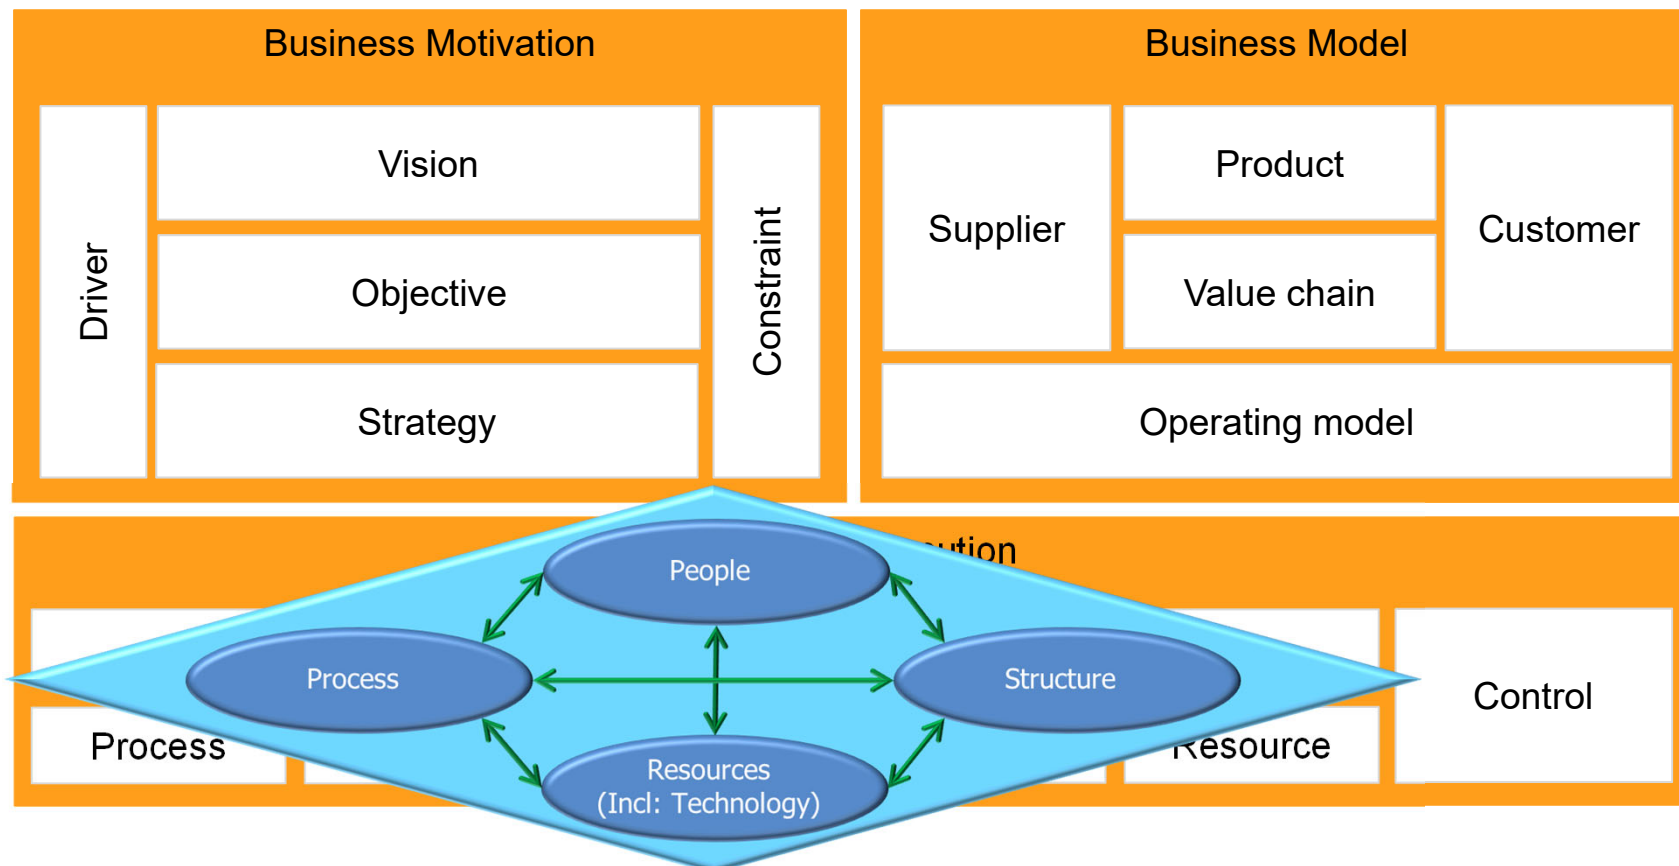 Business Motivation
Driver
Vision
Objective
Strategy
Constraint
Business Model
Supplier
Product
Value chain
Customer
Operating model
People
Process
Structure
Resources
(Incl: Technology)
Process
Resource
Control